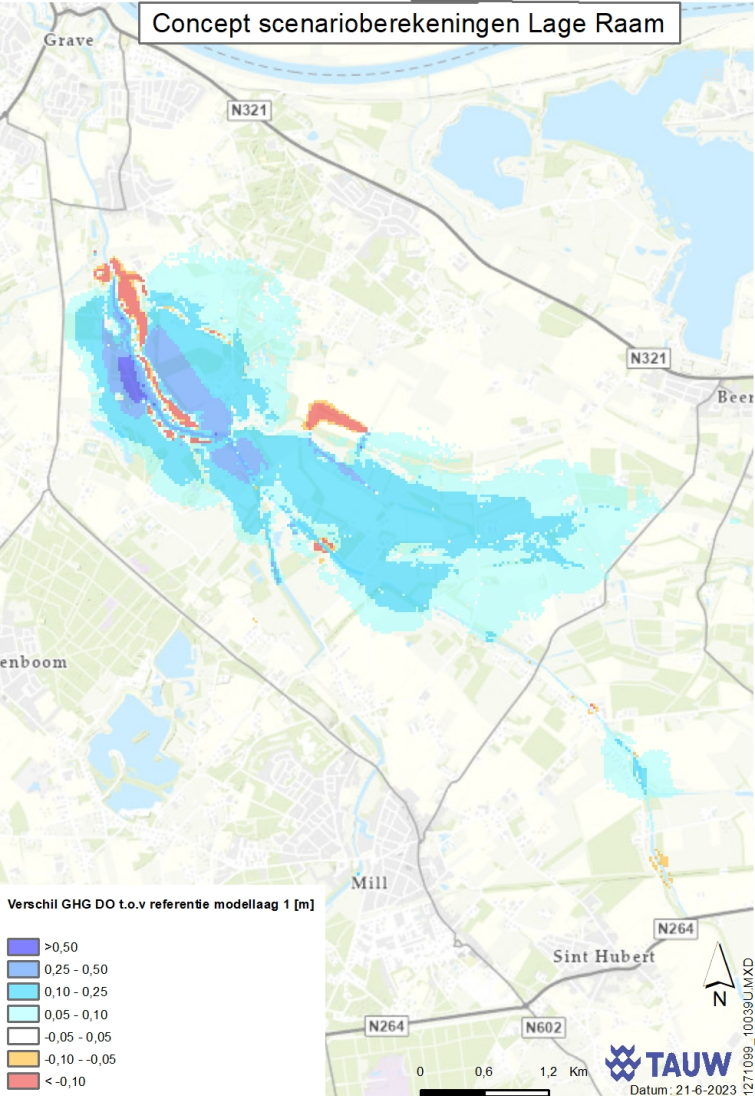 Concept scenarioberekeningen Lage Raam
Grave
N321
N321
Beer
enboom
Mill
Verschil GHG DO t.o.v referentie modellaag 1 [m]
>0,50
0,25 - 0,50
0,10 - 0,25
0,05 - 0,10
-0,05 - 0,05
-0,10 - -0,05
< -0,10
N264
Sint Hubert
N264
N602
N
0 0,6 1,2 Km
TAUW
Datum: 21-6-2023
1271099_10039U.MXD